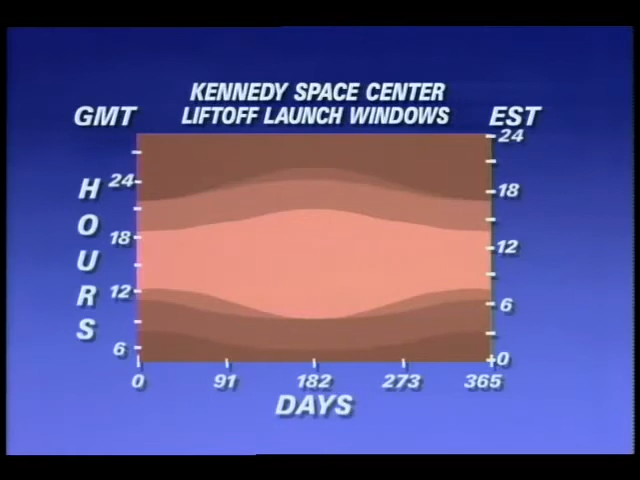 KENNEDY SPACE CENTER
LIFTOFF LAUNCH WINDOWS
GMT
EST
HOURS
24
18
12
6
24
18
12
6
0
0 91 182 273 365
DAYS